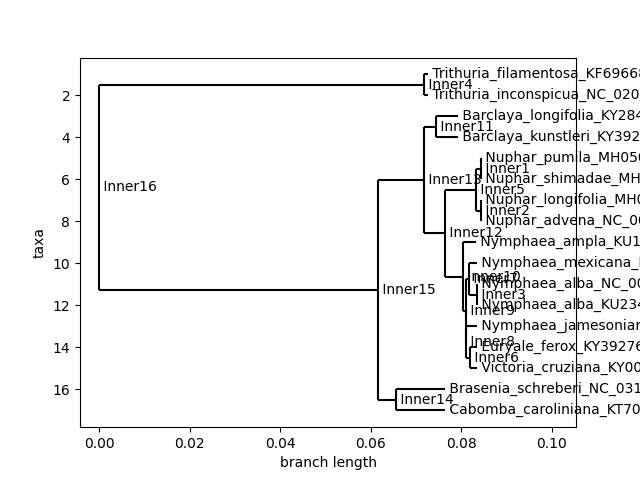 Trithuria_filamentosa_KF69668
Inner4
2
Trithuria_inconspicua_NC_020
Barclaya_longifolia_KY284
Inner11
4
Barclaya_kunstleri_KY392
Nuphar_pumila_MH050
Inner1
6
Inner13
Nuphar_shimadae_MH
Inner16
Inner5
Nuphar_longifolia_MH0
Inner2
8
Nuphar_advena_NC_00
Inner12
taxa
Nymphaea_ampla_KU1
10
Nymphaea_mexicana_
Inner10
Nymphaea_alba_NC_00
Inner15
Inner3
12
Nymphaea_alba_KU234
Inner9
Nymphaea_jamesonian
Inner8
14
Euryale_ferox_KY39276
Inner6
Victoria_cruziana_KY00
16
Brasenia_schreberi_NC_031
Inner14
Cabomba_caroliniana_KT70
0.00 0.02 0.04 0.06 0.08 0.10
branch length